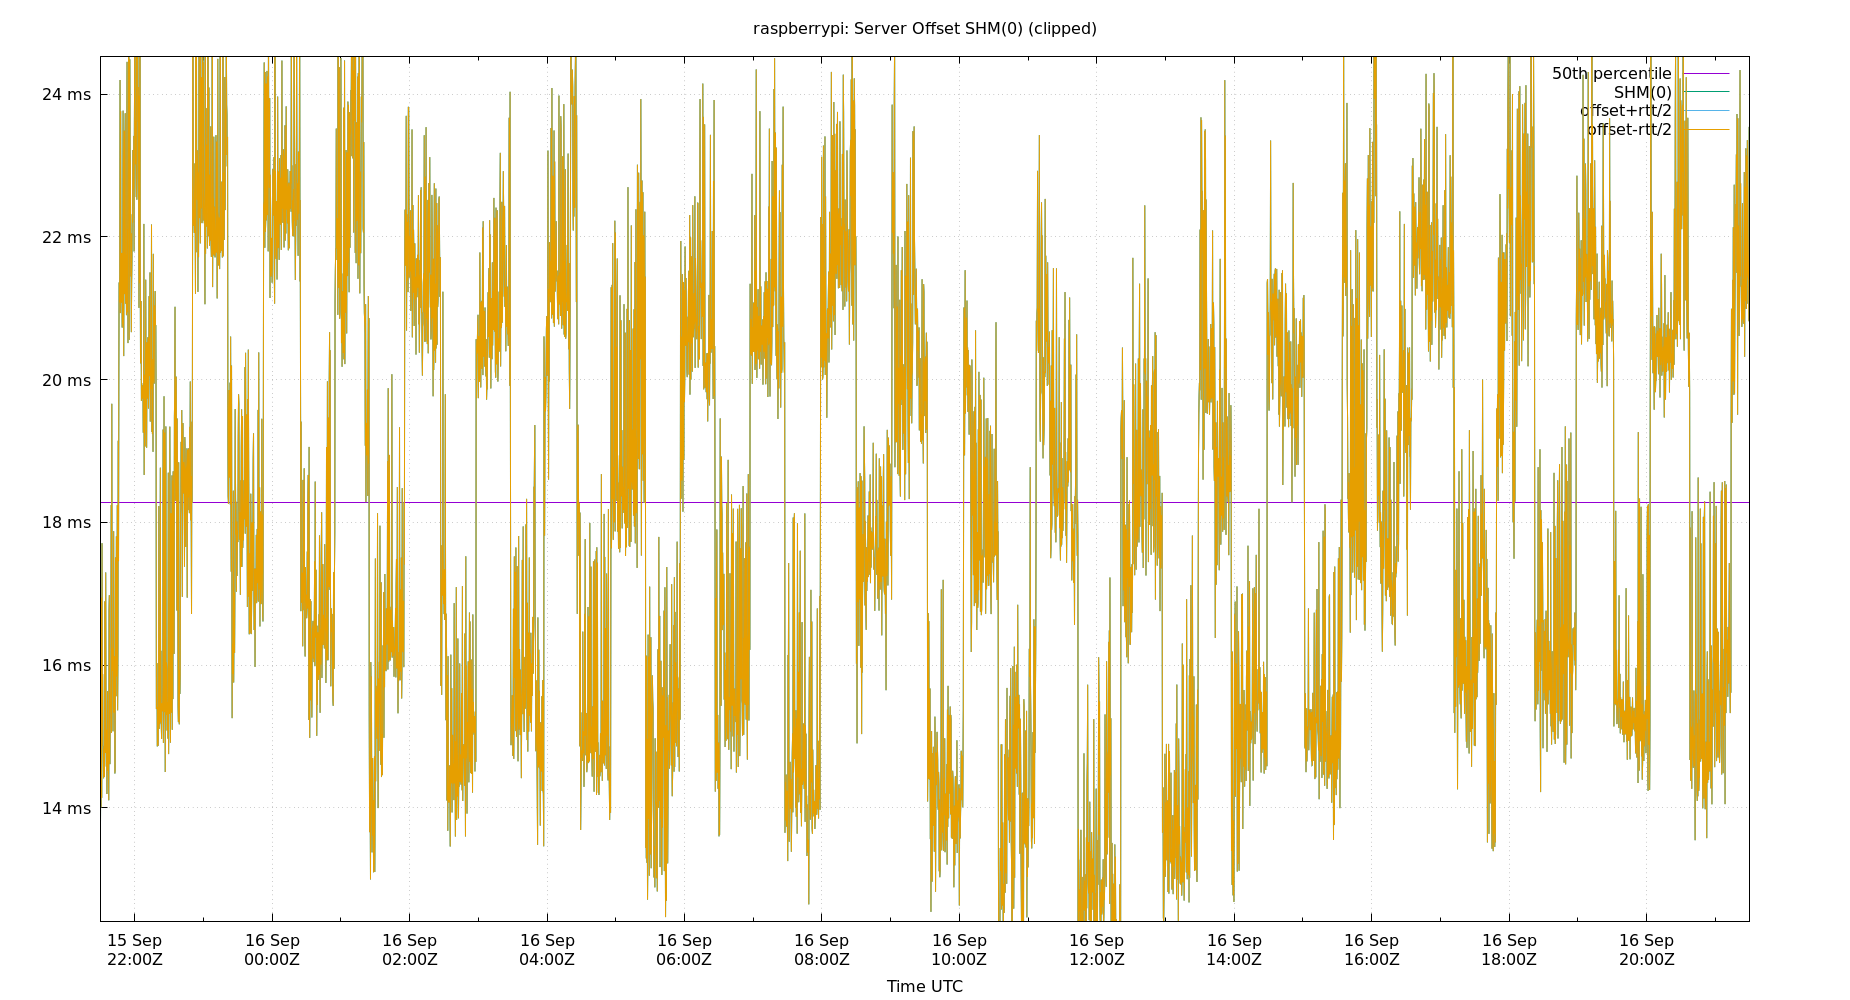 raspberrypi: Server Offset SHM(0) (clipped)
50th percentile
SHM(0)
offset+rtt/2
offset-rtt/2
24 ms
22 ms
20 ms
18 ms
16 ms
14 ms
15 Sep 16 Sep 16 Sep 16 Sep 16 Sep 16 Sep 16 Sep 16 Sep 16 Sep 16 Sep 16 Sep 16 Sep
22:00Z 00:00Z 02:00Z 04:00Z 06:00Z 08:00Z 10:00Z 12:00Z 14:00Z 16:00Z 18:00Z 20:00Z
Time UTC